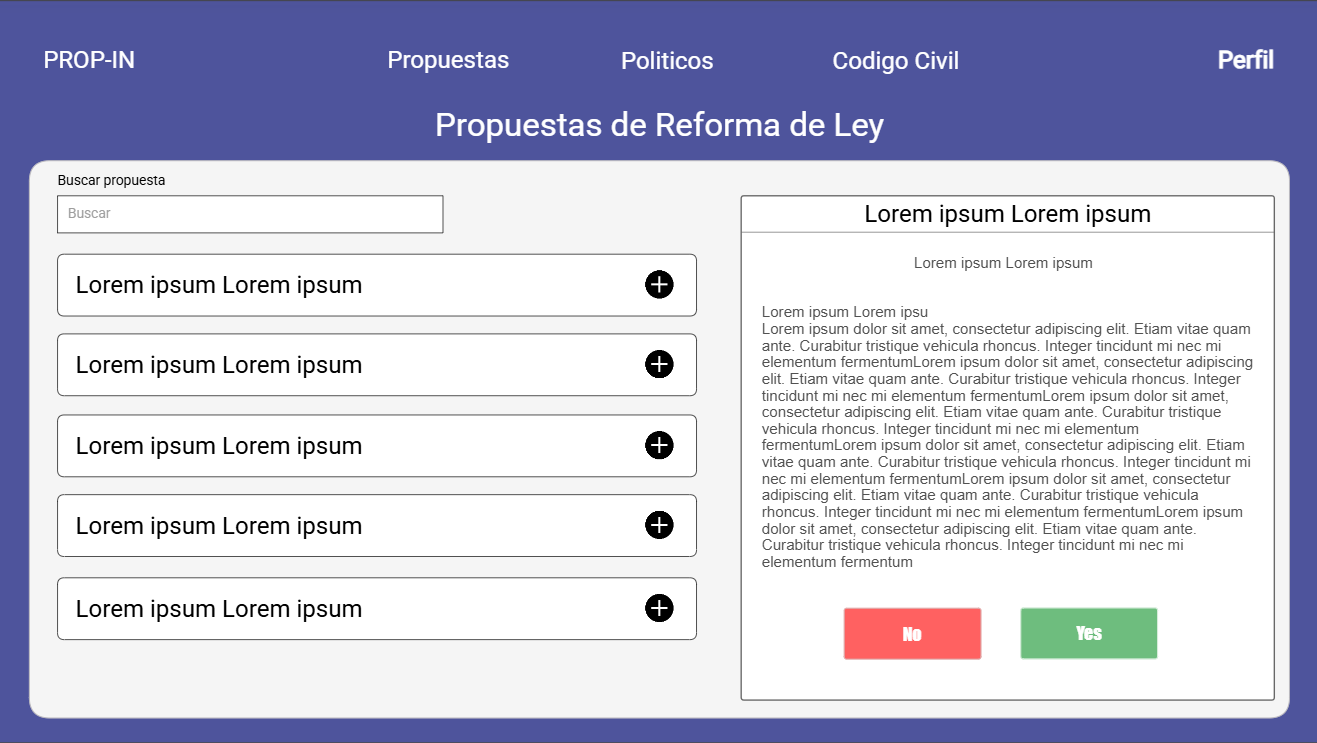 PROP-IN
Propuestas
Politicos
Codigo Civil
Perfil
Propuestas de Reforma de Ley
Buscar propuesta
Buscar
Lorem ipsum Lorem ipsum
Lorem ipsum Lorem ipsum
Lorem ipsum Lorem ipsum
Lorem ipsum Lorem ipsum
Lorem ipsum Lorem ipsum
Lorem ipsum Lorem ipsum
Lorem ipsum Lorem ipsum
Lorem ipsum Lorem ipsu
Lorem ipsum dolor sit amet, consectetur adipiscing elit. Etiam vitae quam
ante. Curabitur tristique vehicula rhoncus. Integer tincidunt mi nec mi
elementum fermentumLorem ipsum dolor sit amet, consectetur adipiscing
elit. Etiam vitae quam ante. Curabitur tristique vehicula rhoncus. Integer
tincidunt mi nec mi elementum fermentumLorem ipsum dolor sit amet,
consectetur adipiscing elit. Etiam vitae quam ante. Curabitur tristique
vehicula rhoncus. Integer tincidunt mi nec mi elementum
fermentumLorem ipsum dolor sit amet, consectetur adipiscing elit. Etiam
vitae quam ante. Curabitur tristique vehicula rhoncus. Integer tincidunt mi
nec mi elementum fermentumLorem ipsum dolor sit amet, consectetur
adipiscing elit. Etiam vitae quam ante. Curabitur tristique vehicula
rhoncus. Integer tincidunt mi nec mi elementum fermentumLorem ipsum
dolor sit amet, consectetur adipiscing elit. Etiam vitae quam ante.
Curabitur tristique vehicula rhoncus. Integer tincidunt mi nec mi
elementum fermentum
No
Yes